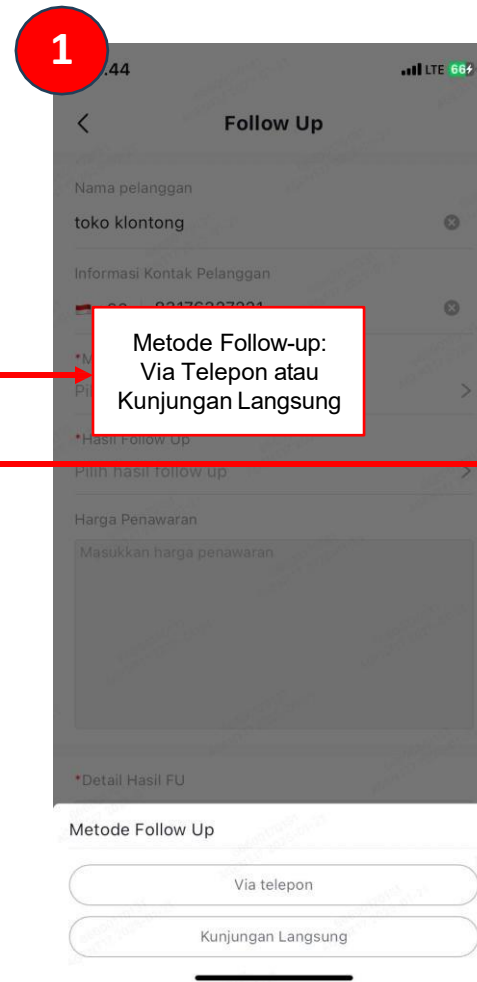 1
.44
LTE 66
Follow Up
Nama pelanggan
toko klontong
Informasi Kontak Pelanggan
Metode Follow-up:
Via Telepon atau
Kunjungan Langsung
*Hasil Follow Up
Pilih hasil follow up
Harga Penawaran
Masukkan harga penawaran
*Detail Hasil FU
Metode Follow Up
Via telepon
Kunjungan Langsung